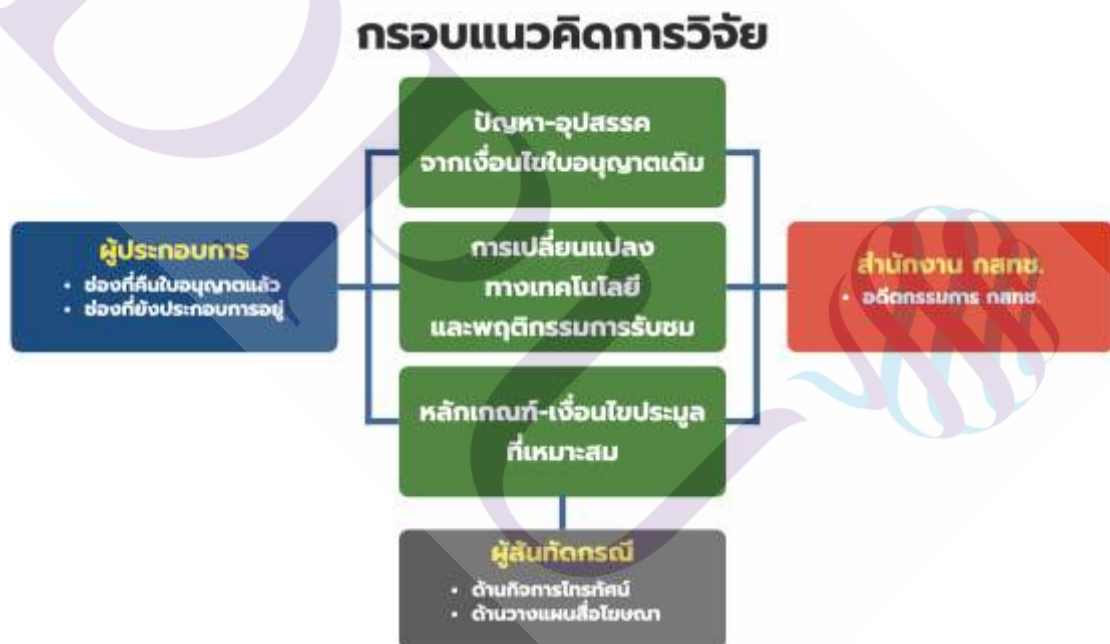 กรอบแนวคิดการวิจัย
ปัญหา-อุปสรรค
จากเงื่อนไขใบอนุญาตเดิม
ผู้ประกอบการ
• ช่องที่คืนใบอนุญาตแล้ว
• ช่องที่ยังประกอบการอยู่
การเปลี่ยนแปลง
ทางเทคโนโลยี
และพฤติกรรมการรับชม
สำนักงาน กสทช.
• อดีตกรรมการ กสทช.
หลักเกณฑ์-เงื่อนไขประมูล
ที่เหมาะสม
ผู้สันทัดกรณี
• ด้านกิจการโทรทัศน์
• ด้านวางแผนสื่อโฆษณา